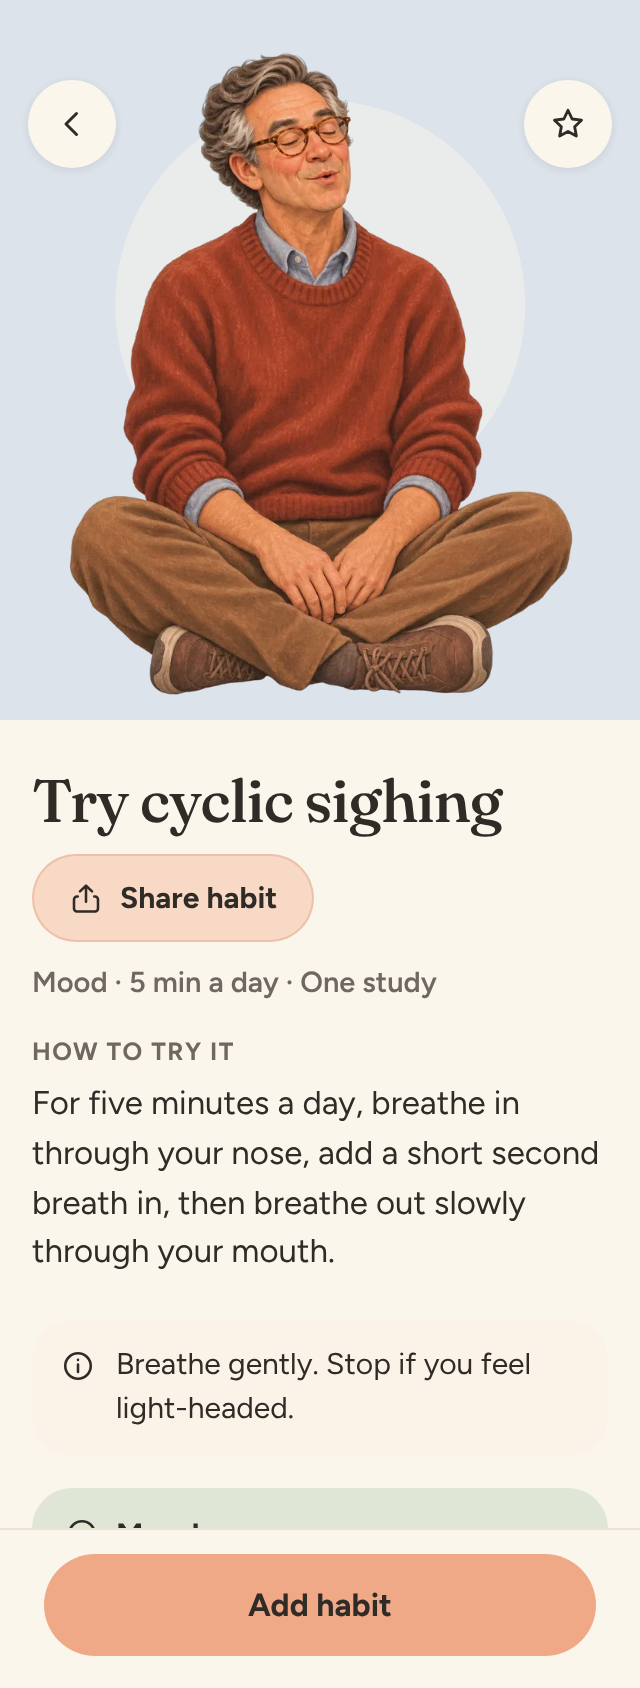 Try cyclic sighing
Share habit
Mood · 5 min a day · One study
HOW TO TRY IT
For five minutes a day, breathe in
through your nose, add a short second
breath in, then breathe out slowly
through your mouth.
Breathe gently. Stop if you feel
light-headed.
Add habit